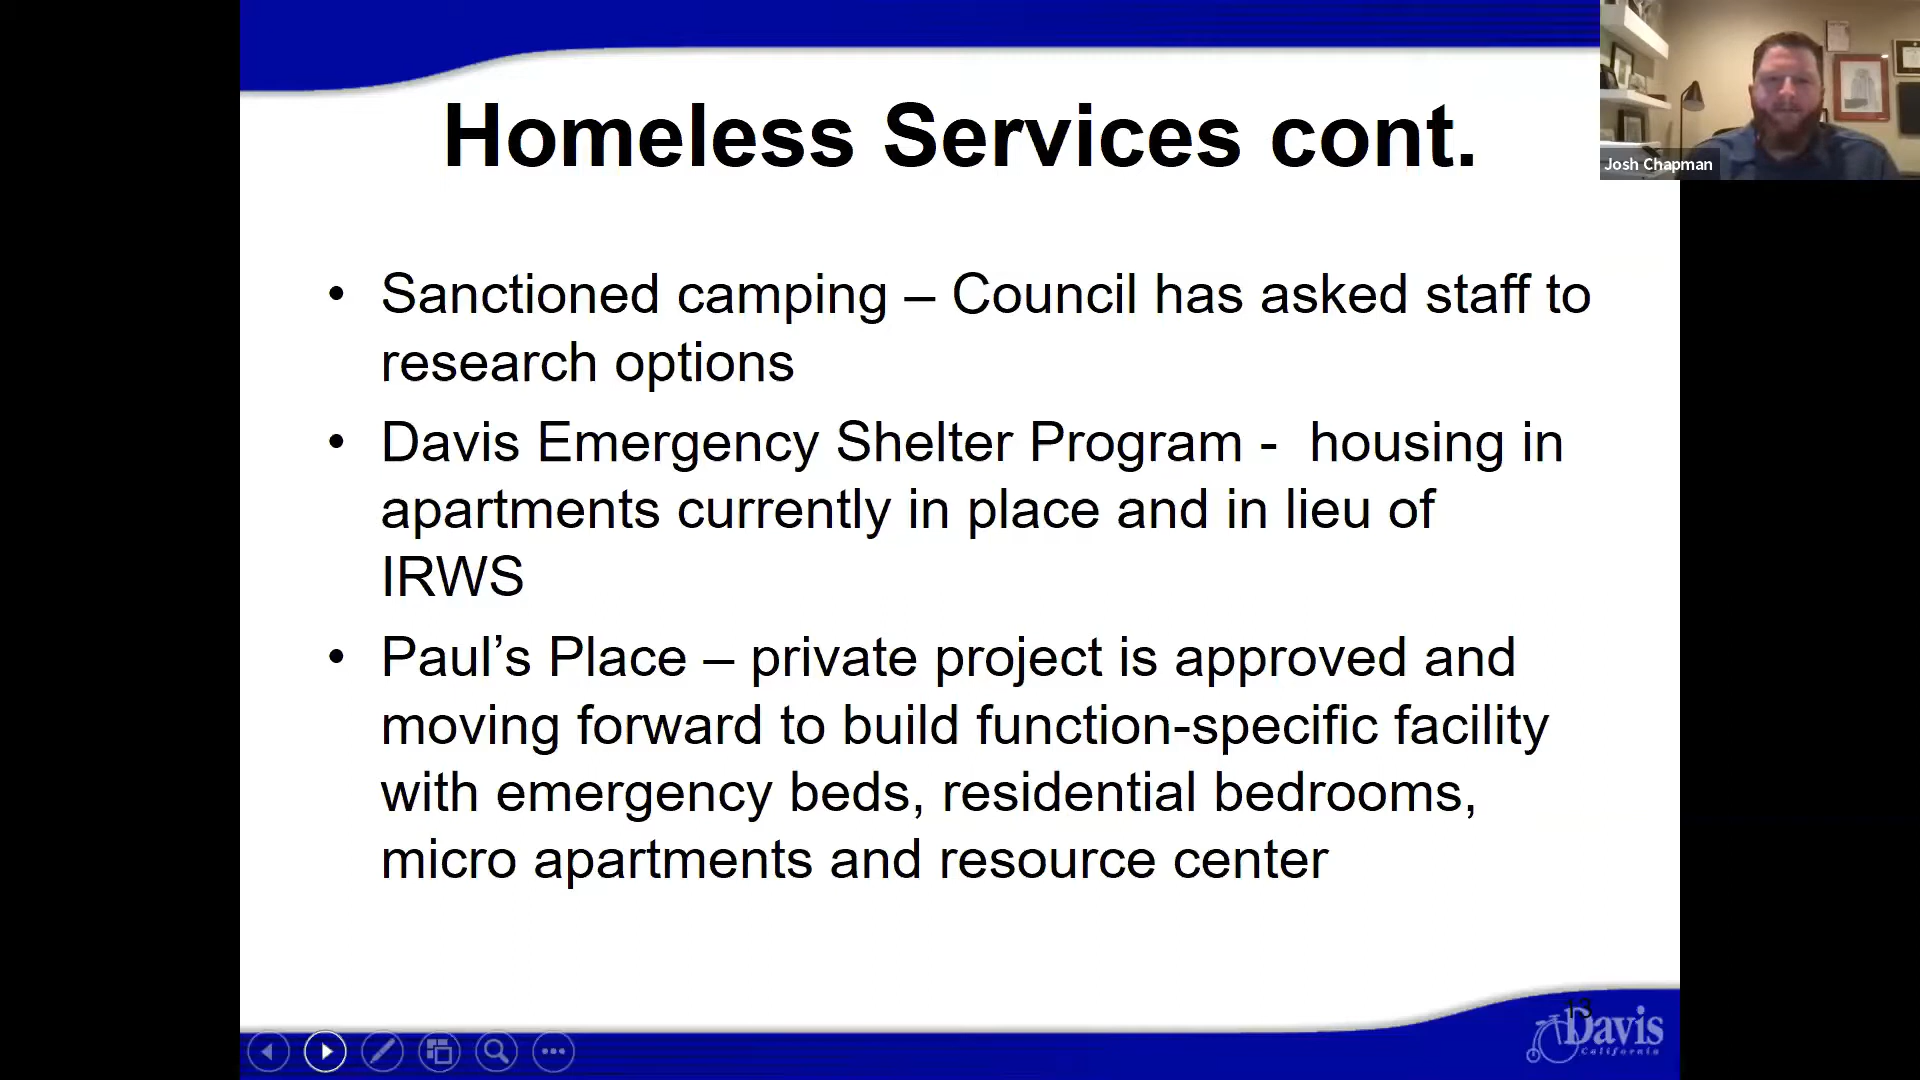 Homeless Services cont.
Josh Chapman
• Sanctioned camping – Council has asked staff to
research options
• Davis Emergency Shelter Program -  housing in
apartments currently in place and in lieu of
IRWS
• Paul’s Place – private project is approved and
moving forward to build function-specific facility
with emergency beds, residential bedrooms,
micro apartments and resource center
13
Davis
California